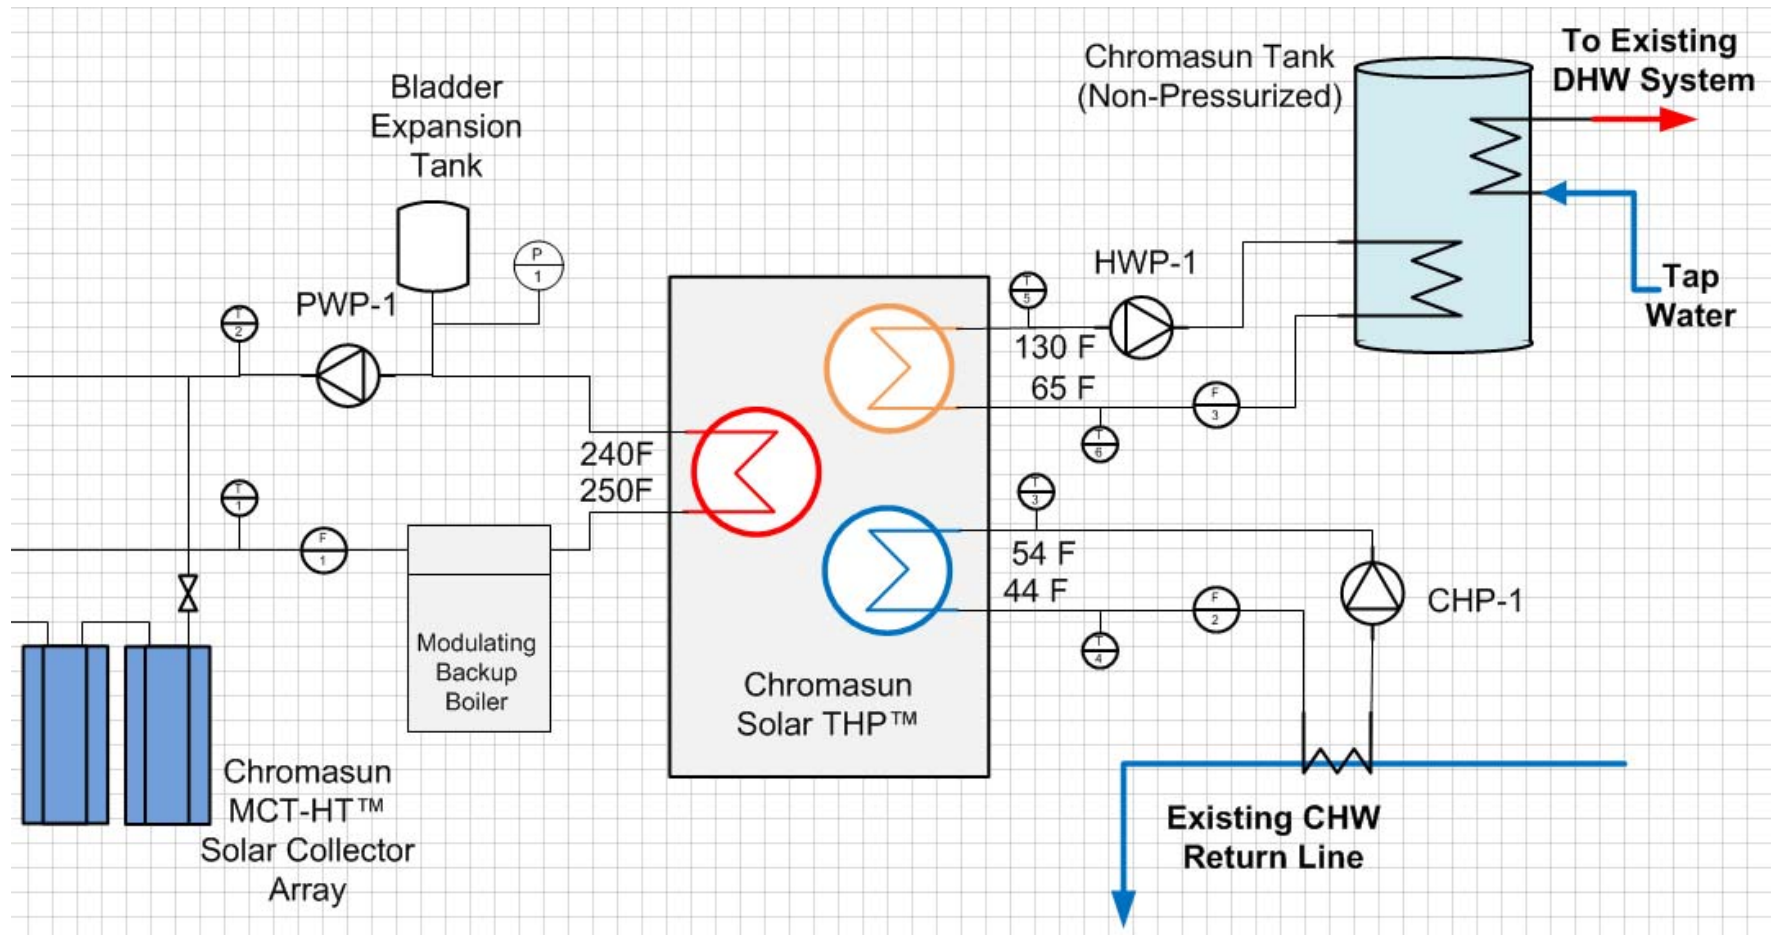 Chromasun Tank
(Non-Pressurized)
To Existing
DHW System
Bladder
Expansion
Tank
P
1
HWP-1
Tap
Water
PWP-1
T
2
T
5
130 F
65 F
F
3
T
6
240F
250F
T
1
F
1
T
3
54 F
44 F
F
2
T
4
CHP-1
Modulating
Backup
Boiler
Chromasun
Solar THP™
Chromasun
MCT-HT™
Solar Collector
Array
Existing CHW
Return Line